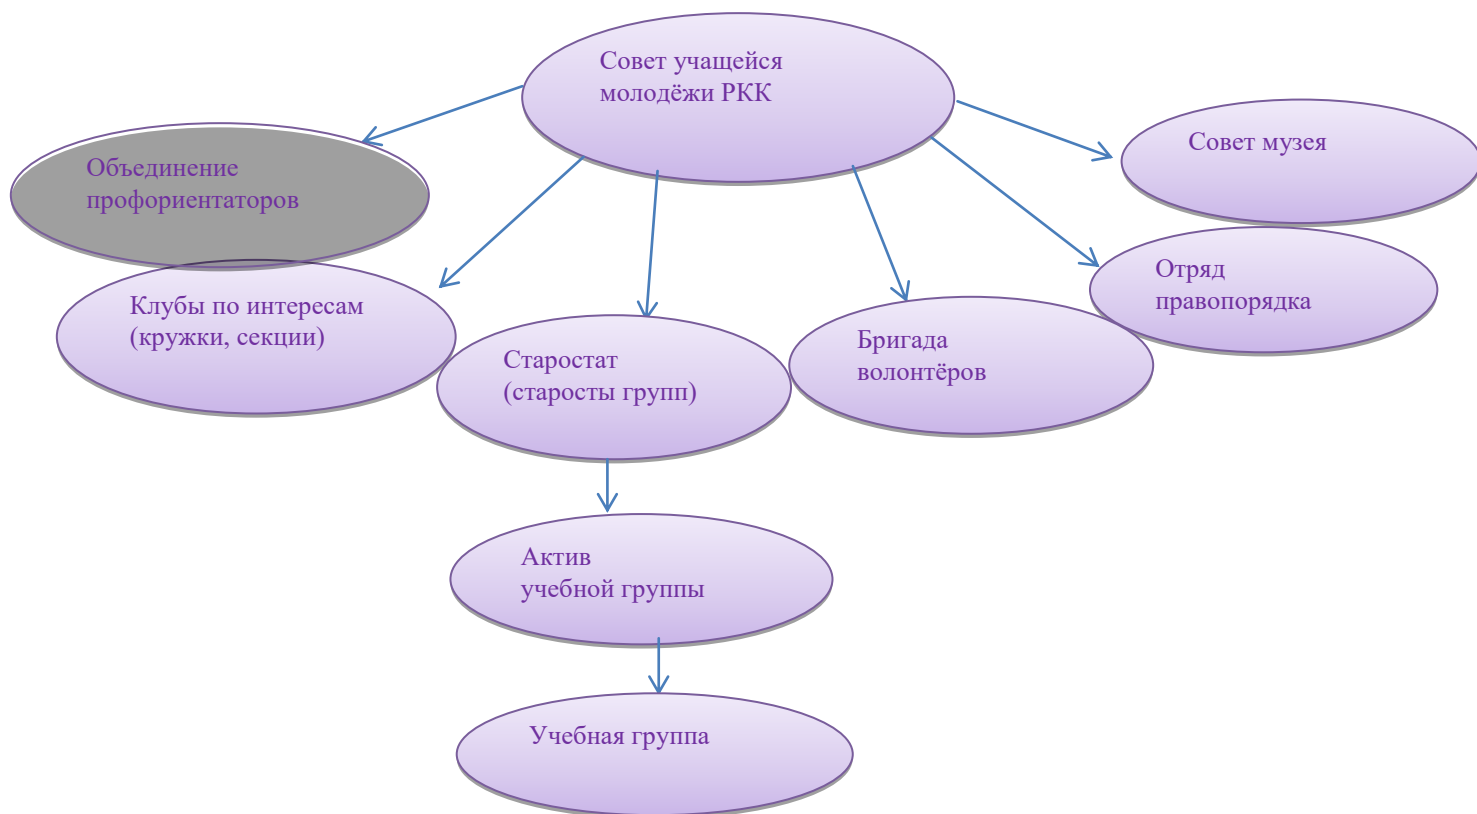 Совет учащейся
молодёжи РКК
Объединение
профориентаторов
Совет музея
Клубы по интересам
(кружки, секции)
Старостат
(старосты групп)
Бригада
волонтёров
Отряд
правопорядка
Актив
учебной группы
Учебная группа